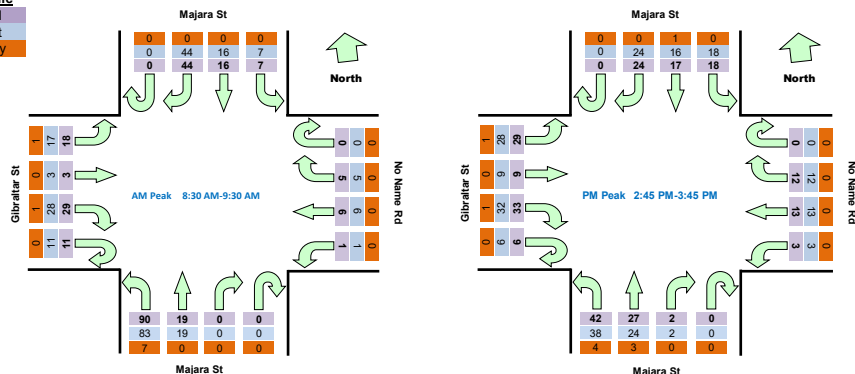 Majara St
0 0 0 0
0 44 16 7
0 44 16 7
North
Gibraltar St
1 17 18
0 3 3
1 28 29
0 11 11
AM Peak 8:30 AM-9:30 AM
0 0 0
5 5 0
6 6 0
1 1 0
No Name Rd
90 19 0 0
83 19 0 0
7 0 0 0
Majara St
Majara St
0 0 1 0
0 24 16 18
0 24 17 18
North
Gibraltar St
1 28 29
0 9 9
1 32 33
0 6 6
PM Peak 2:45 PM-3:45 PM
0 0 0
12 12 0
13 13 0
3 3 0
No Name Rd
42 27 2 0
38 24 2 0
4 3 0 0
Majara St